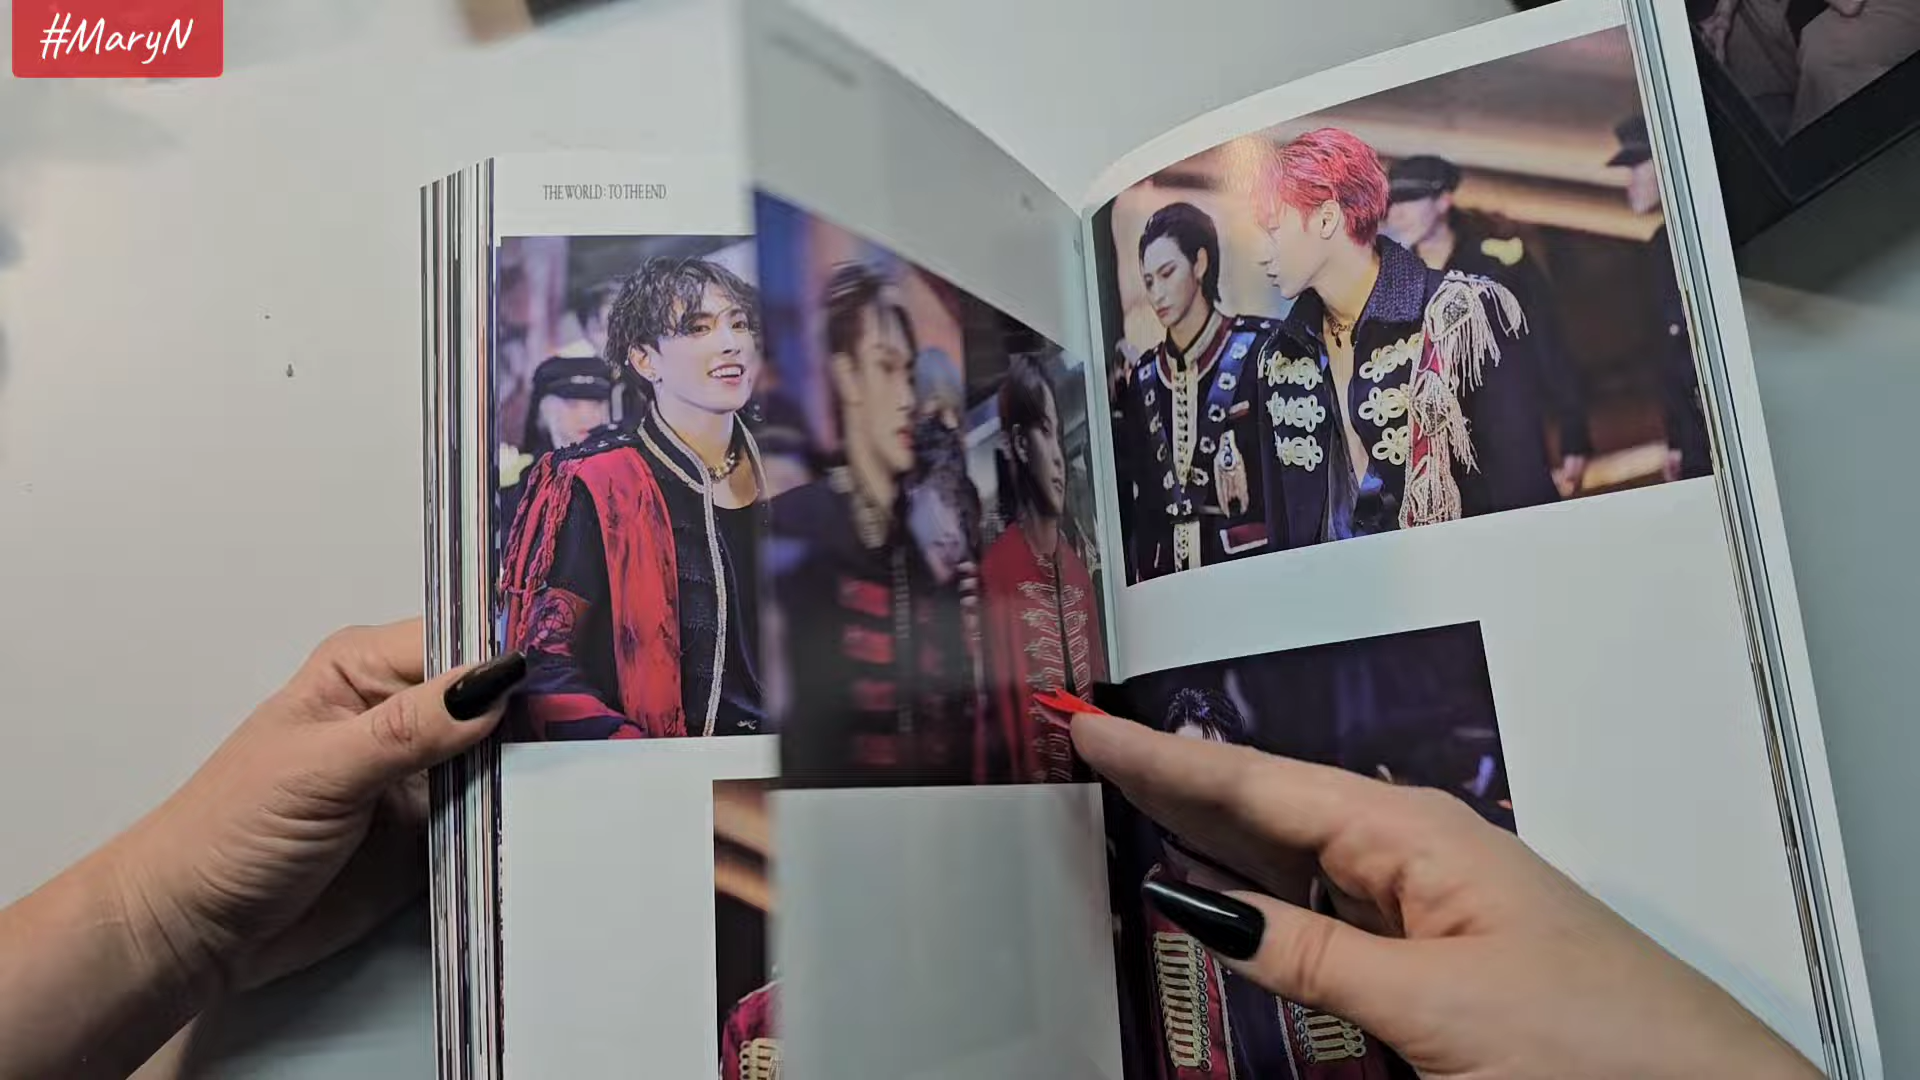 #MaryN
THE WORLD : TO THE END